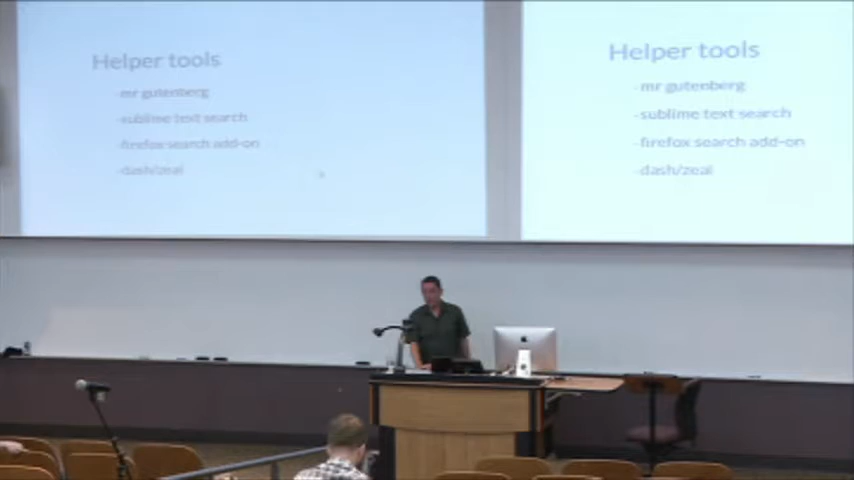 Helper tools
-mr gutenberg
-sublime text search
-firefox search add-on
-dash/zeal
Helper tools
-mr gutenberg
-sublime text search
-firefox search add-on
-dash/zeal